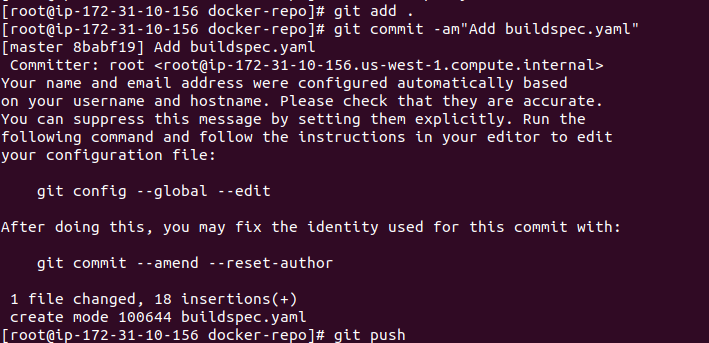 [root@ip-172-31-10-156 docker-repo]# git add .
[root@ip-172-31-10-156 docker-repo]# git commit -am"Add buildspec.yaml"
[master 8babf19] Add buildspec.yaml
 Committer: root <root@ip-172-31-10-156.us-west-1.compute.internal>
Your name and email address were configured automatically based
on your username and hostname. Please check that they are accurate.
You can suppress this message by setting them explicitly. Run the
following command and follow the instructions in your editor to edit
your configuration file:

    git config --global --edit

After doing this, you may fix the identity used for this commit with:

    git commit --amend --reset-author

 1 file changed, 18 insertions(+)
 create mode 100644 buildspec.yaml
[root@ip-172-31-10-156 docker-repo]# git push